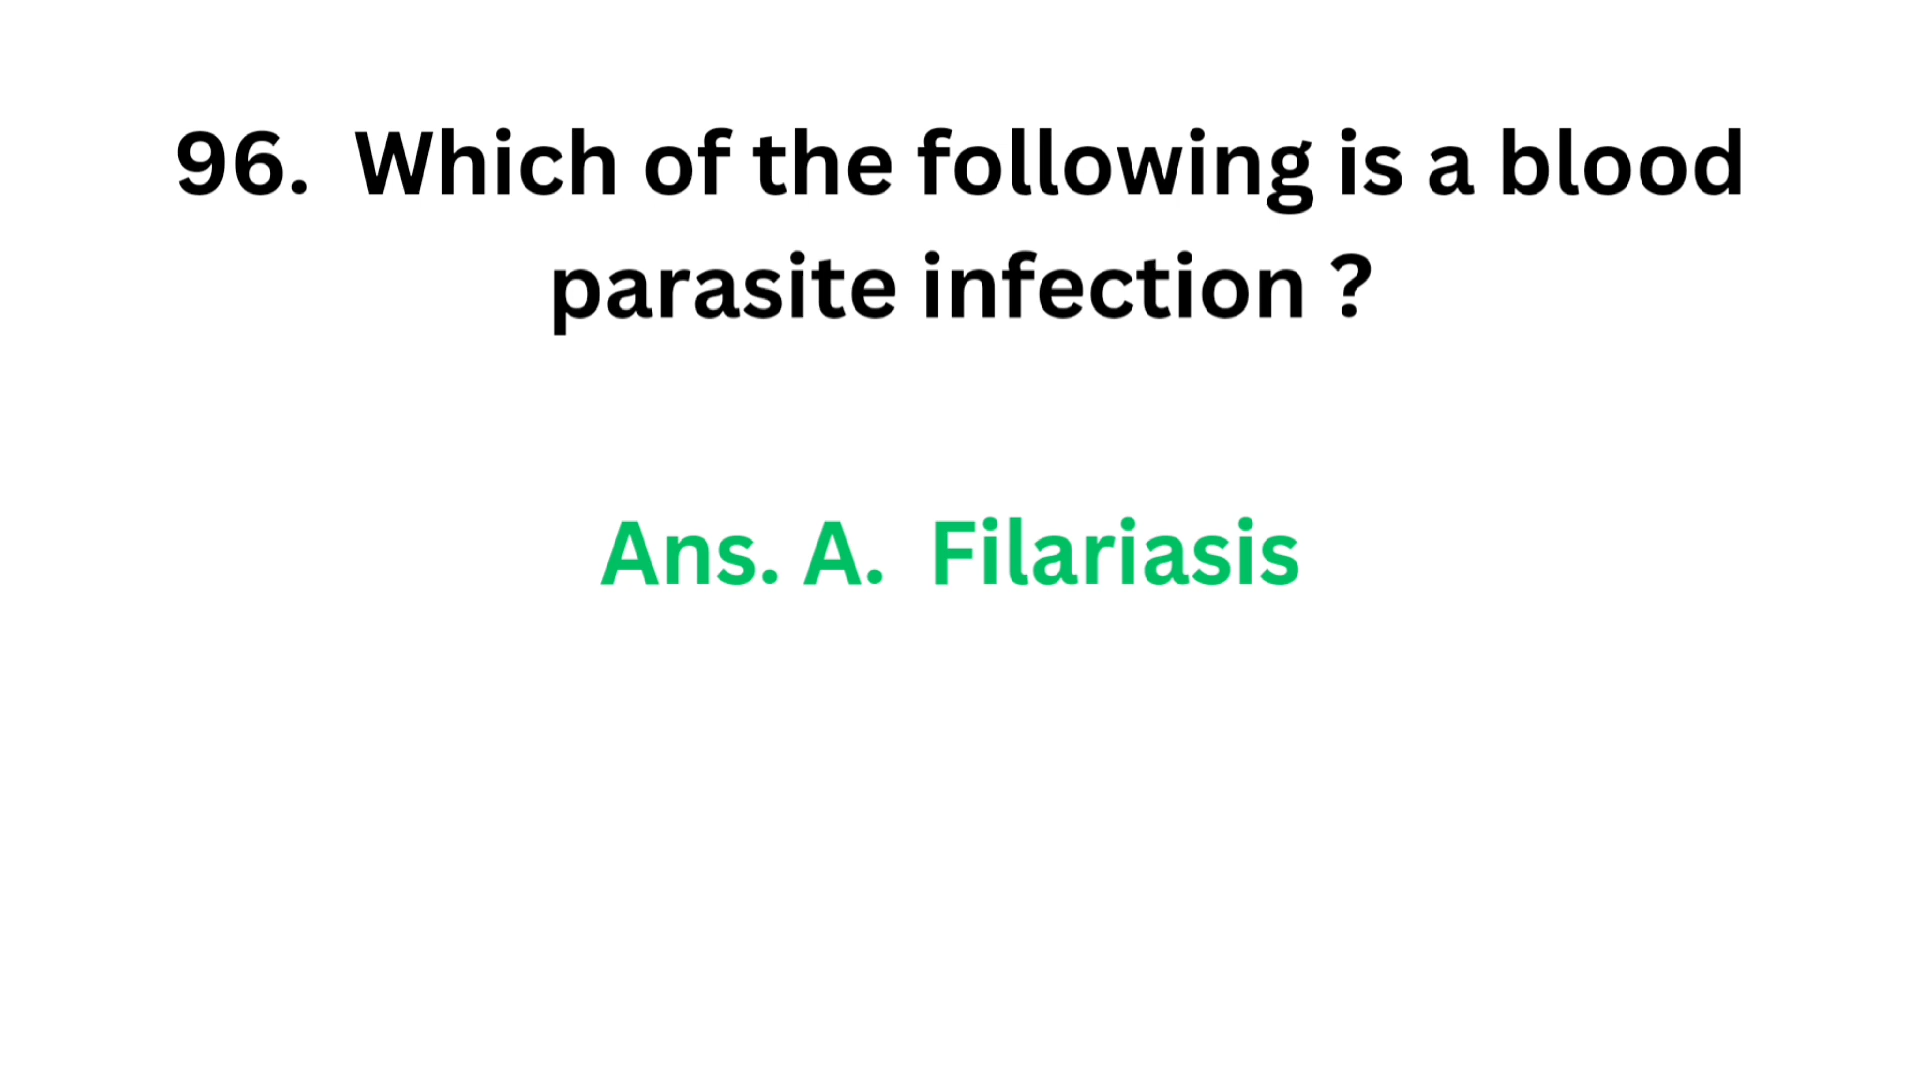 96. Which of the following is a blood
parasite infection ?
Ans. A. Filariasis